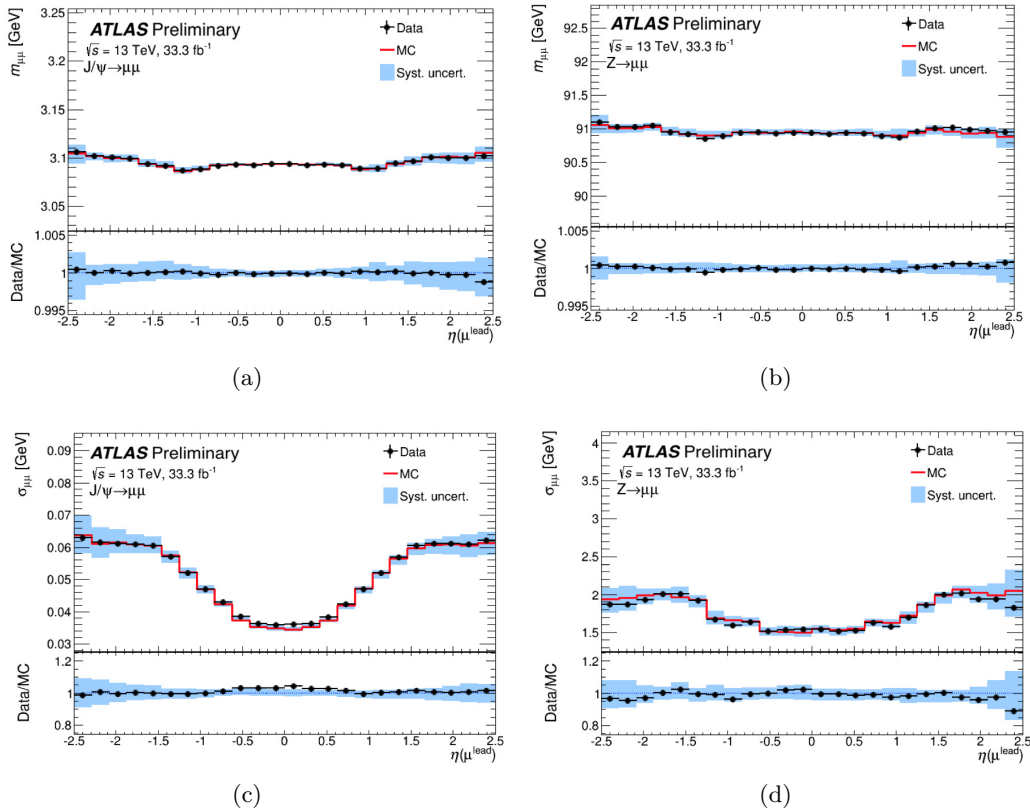 m_μμ [GeV]
3.25
3.2
3.15
3.1
3.05
ATLAS Preliminary
√s = 13 TeV, 33.3 fb⁻¹
J/ψ→μμ
Data
MC
Syst. uncert.
Data/MC
1.005
1
0.995
-2.5 -2 -1.5 -1 -0.5 0 0.5 1 1.5 2 2.5
η(μ^lead)
(a)
m_μμ [GeV]
92.5
92
91.5
91
90.5
90
ATLAS Preliminary
√s = 13 TeV, 33.3 fb⁻¹
Z→μμ
Data
MC
Syst. uncert.
Data/MC
1.005
1
0.995
-2.5 -2 -1.5 -1 -0.5 0 0.5 1 1.5 2 2.5
η(μ^lead)
(b)
σ_μμ [GeV]
0.09
0.08
0.07
0.06
0.05
0.04
0.03
ATLAS Preliminary
√s = 13 TeV, 33.3 fb⁻¹
J/ψ→μμ
Data
MC
Syst. uncert.
Data/MC
1.2
1
0.8
-2.5 -2 -1.5 -1 -0.5 0 0.5 1 1.5 2 2.5
η(μ^lead)
(c)
σ_μμ [GeV]
4
3.5
3
2.5
2
1.5
ATLAS Preliminary
√s = 13 TeV, 33.3 fb⁻¹
Z→μμ
Data
MC
Syst. uncert.
Data/MC
1.2
1
0.8
-2.5 -2 -1.5 -1 -0.5 0 0.5 1 1.5 2 2.5
η(μ^lead)
(d)